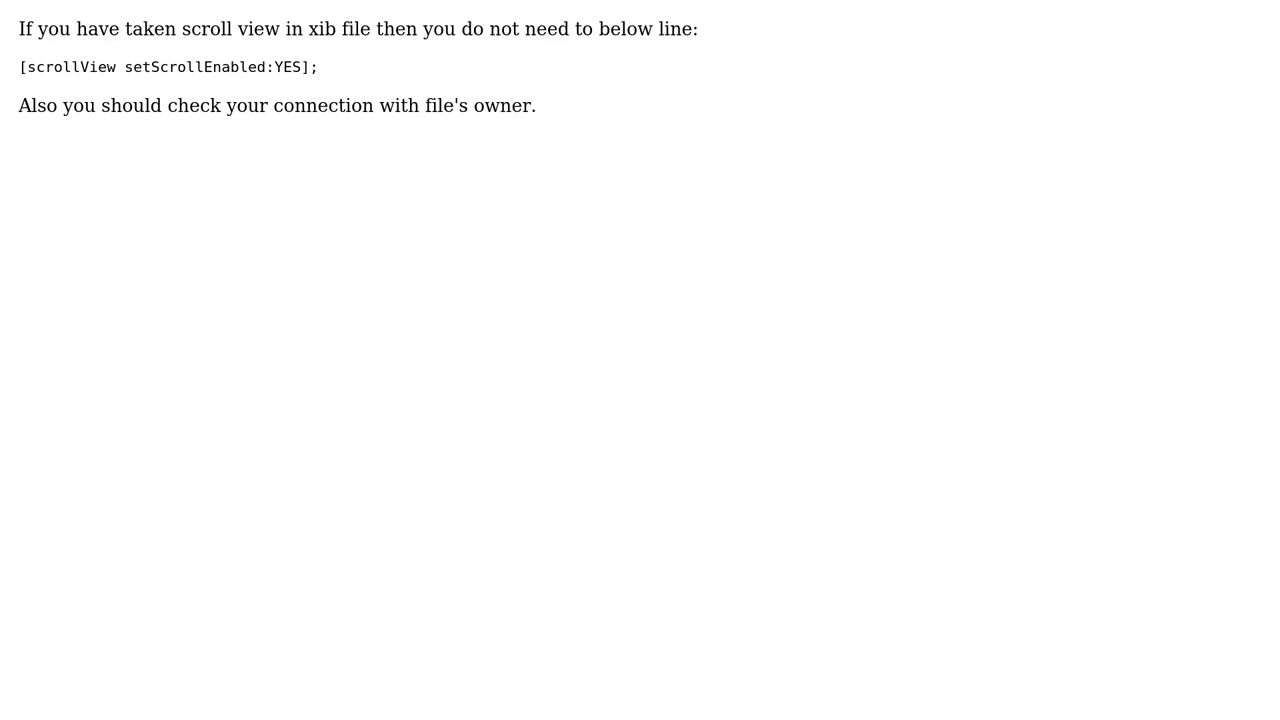 If you have taken scroll view in xib file then you do not need to below line:
[scrollView setScrollEnabled:YES];
Also you should check your connection with file's owner.